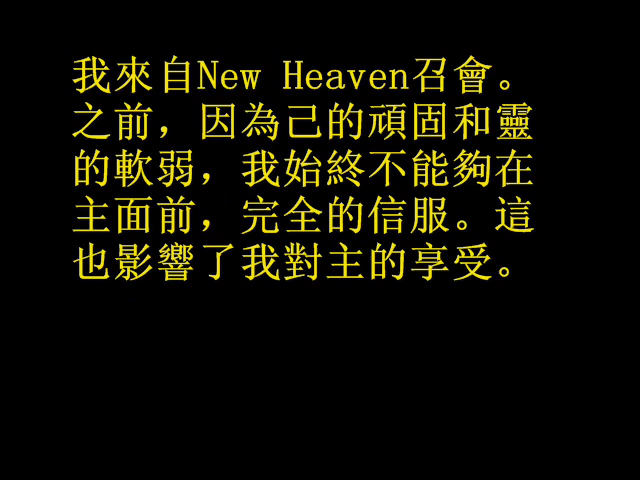 我來自New Heaven召會。
之前，因為己的頑固和靈
的軟弱，我始終不能夠在
主面前，完全的信服。這
也影響了我對主的享受。